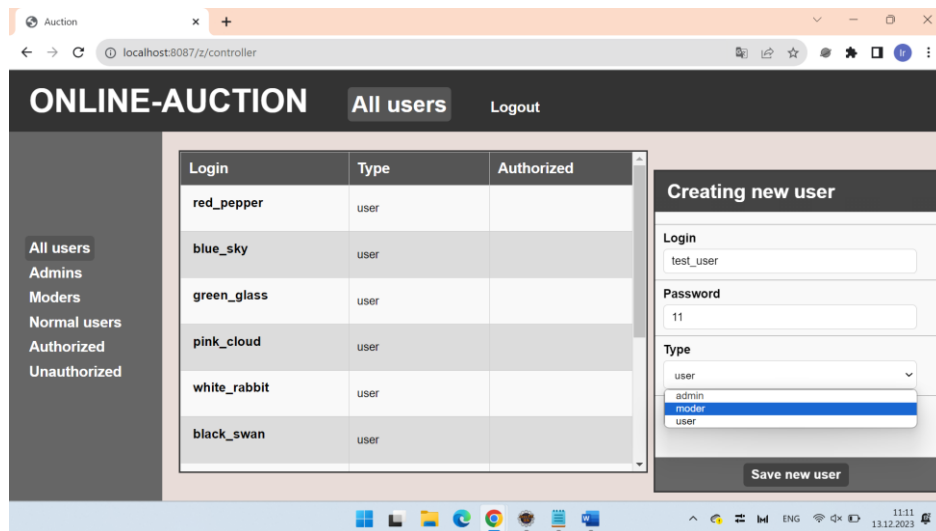 Auction
localhost:8087/z/controller
Ir
ONLINE-AUCTION All users Logout
All users
Admins
Moders
Normal users
Authorized
Unauthorized
Login Type Authorized
red_pepper user
blue_sky user
green_glass user
pink_cloud user
white_rabbit user
black_swan user
Creating new user
Login
test_user
Password
11
Type
user
admin
moder
user
Save new user
ENG
11:11
13.12.2023